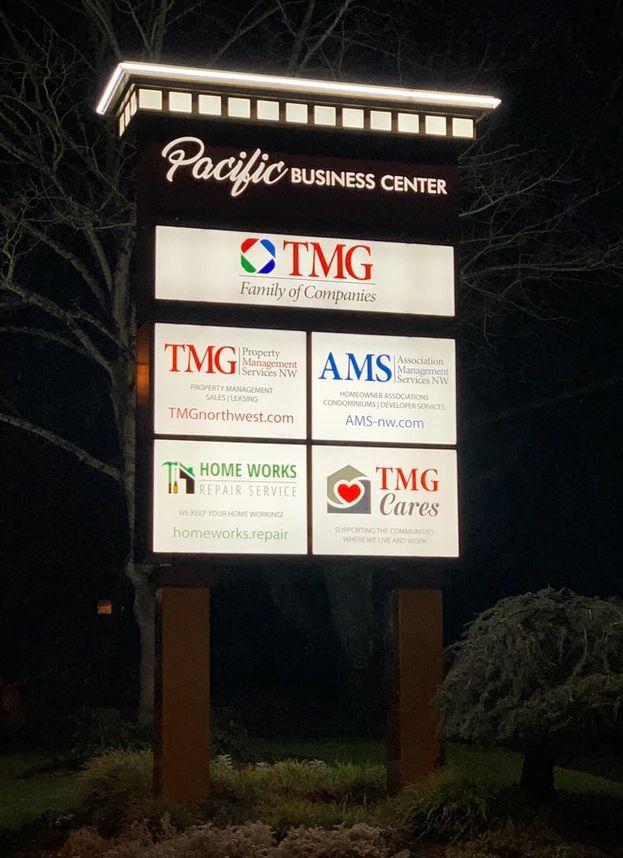 Pacific BUSINESS CENTER
TMG
Family of Companies
TMG
Property
Management
Services NW
PROPERTY MANAGEMENT
SALES | LEASING
TMGnorthwest.com
AMS
Association
Management
Services NW
HOMEOWNER ASSOCIATIONS
CONDOMINIUMS | DEVELOPER SERVICES
AMS-nw.com
HOME WORKS
REPAIR SERVICE
WE KEEP YOUR HOME WORKING!
homeworks.repair
TMG
Cares
SUPPORTING THE COMMUNITIES
WHERE WE LIVE AND WORK